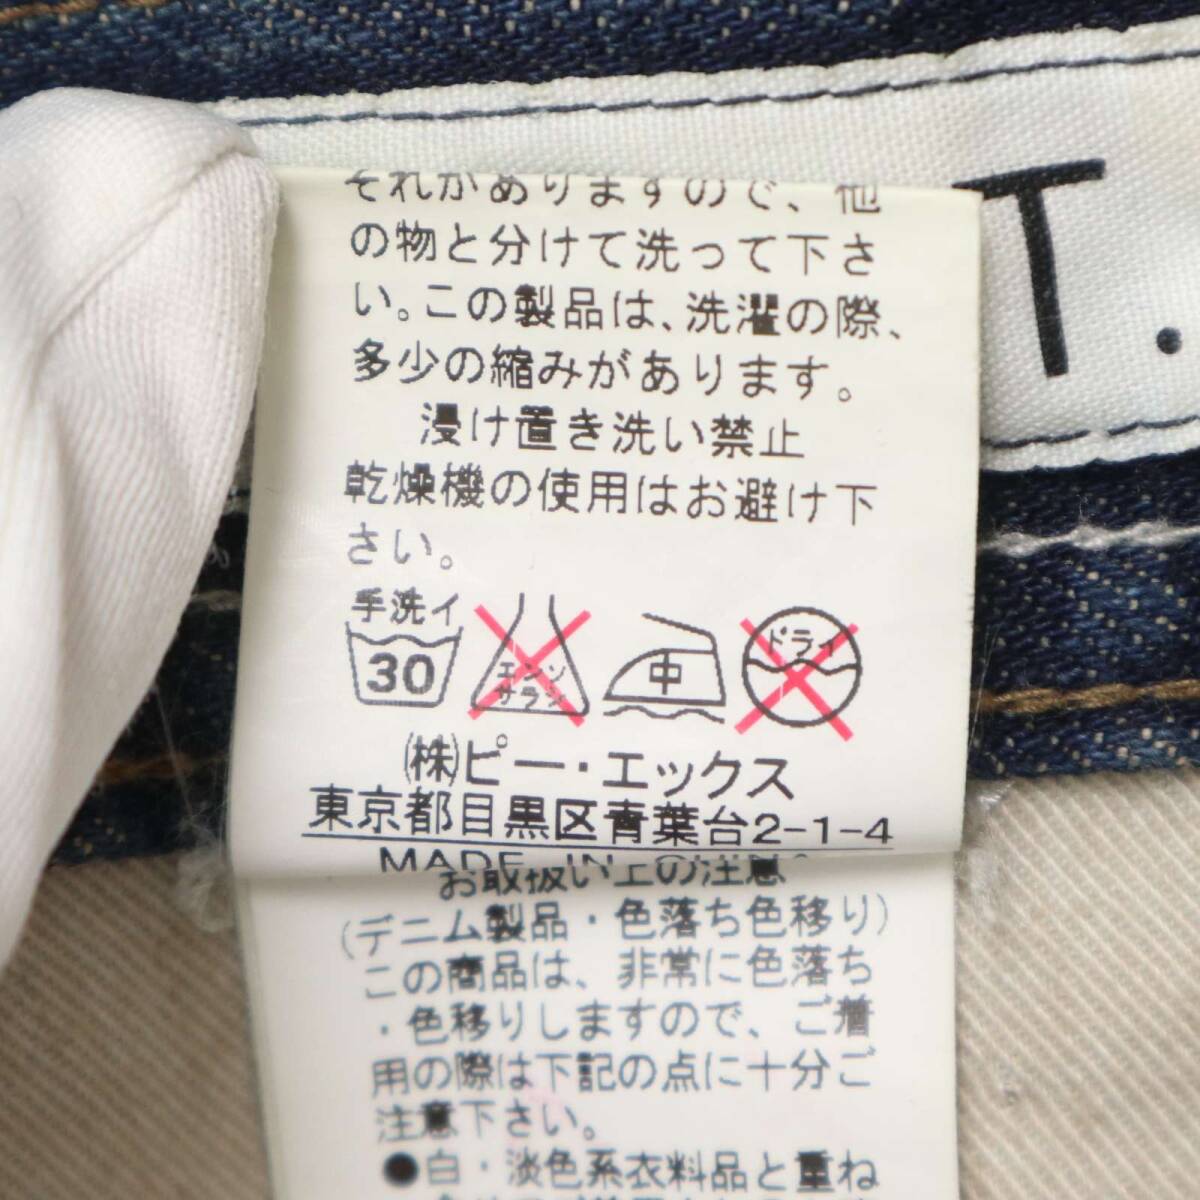 それがありますので、他
の物と分けて洗って下さ
い。この製品は、洗濯の際、
多少の縮みがあります。
浸け置き洗い禁止
乾燥機の使用はお避け下
さい。
手洗イ
30
エンソ
サラシ
中
ドライ
㈱ピー・エックス
東京都目黒区青葉台2-1-4
MADE IN
お取扱い上の注意
(デニム製品・色落ち色移り)
この商品は、非常に色落ち
・色移りしますので、ご着
用の際は下記の点に十分ご
注意下さい。
●白・淡色系衣料品と重ね
T.